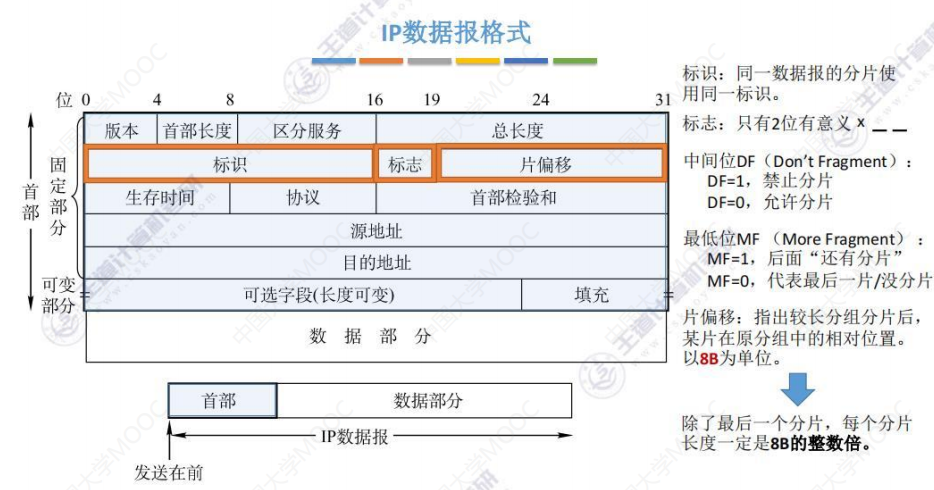 IP数据报格式
位 0 4 8 16 19 24 31
版本 首部长度 区分服务 总长度
标识 标志 片偏移
生存时间 协议 首部检验和
源地址
目的地址
可选字段(长度可变) 填充
数 据 部 分
首部
固定部分
可变部分
首部 数据部分
IP数据报
发送在前
标识：同一数据报的分片使
用同一标识。
标志：只有2位有意义 x _ _
中间位DF（Don't Fragment）：
DF=1，禁止分片
DF=0，允许分片
最低位MF （More Fragment）：
MF=1，后面“还有分片”
MF=0，代表最后一片/没分片
片偏移：指出较长分组分片后，
某片在原分组中的相对位置。
以8B为单位。
除了最后一个分片，每个分片
长度一定是8B的整数倍。